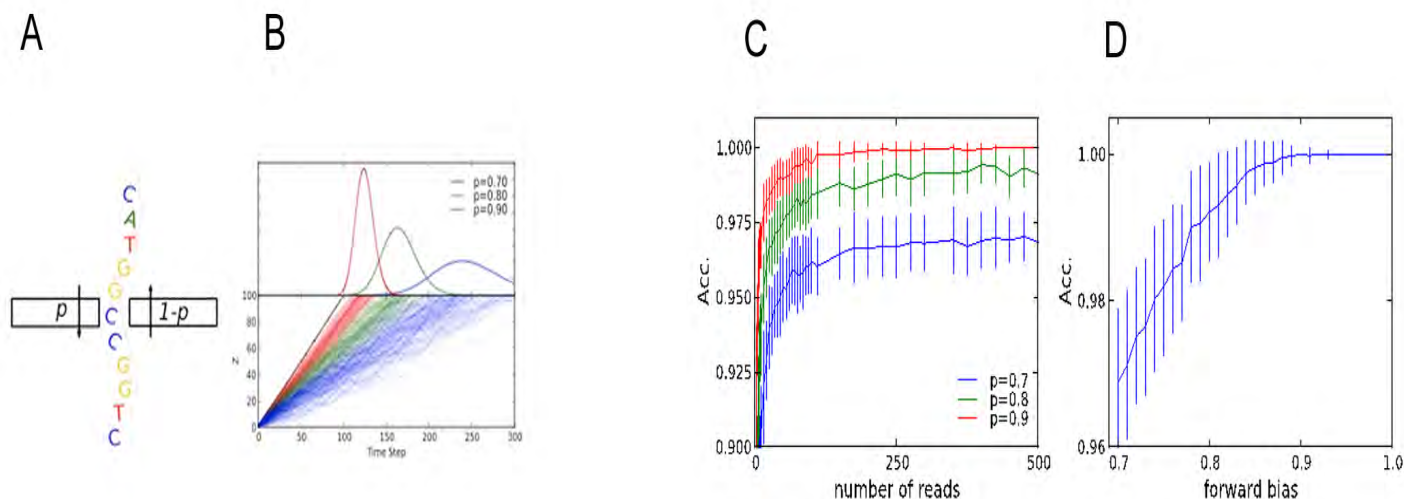 A
B
C
D
C
A
T
G
G
C
C
G
G
T
C
p
1-p
p=0.70
p=0.80
p=0.90
100
80
60
40
20
0
z
0 50 100 150 200 250 300
Time Step
1.000
0.975
0.950
0.925
0.900
Acc.
p=0.7
p=0.8
p=0.9
0 250 500
number of reads
1.00
0.98
0.96
Acc.
0.7 0.8 0.9 1.0
forward bias